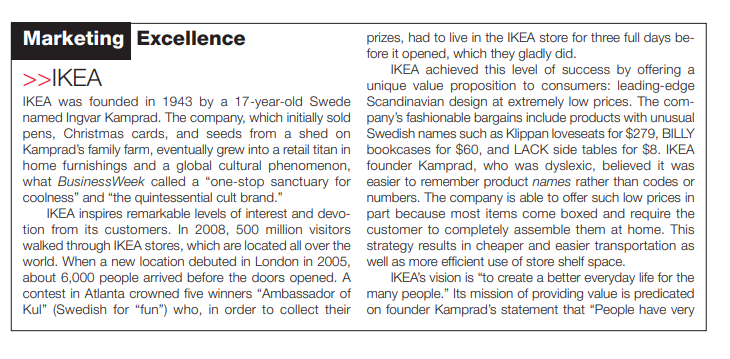 Marketing Excellence
>>IKEA
IKEA was founded in 1943 by a 17-year-old Swede
named Ingvar Kamprad. The company, which initially sold
pens, Christmas cards, and seeds from a shed on
Kamprad's family farm, eventually grew into a retail titan in
home furnishings and a global cultural phenomenon,
what BusinessWeek called a "one-stop sanctuary for
coolness" and "the quintessential cult brand."
IKEA inspires remarkable levels of interest and devo-
tion from its customers. In 2008, 500 million visitors
walked through IKEA stores, which are located all over the
world. When a new location debuted in London in 2005,
about 6,000 people arrived before the doors opened. A
contest in Atlanta crowned five winners "Ambassador of
Kul" (Swedish for "fun") who, in order to collect their
prizes, had to live in the IKEA store for three full days be-
fore it opened, which they gladly did.
IKEA achieved this level of success by offering a
unique value proposition to consumers: leading-edge
Scandinavian design at extremely low prices. The com-
pany's fashionable bargains include products with unusual
Swedish names such as Klippan loveseats for $279, BILLY
bookcases for $60, and LACK side tables for $8. IKEA
founder Kamprad, who was dyslexic, believed it was
easier to remember product names rather than codes or
numbers. The company is able to offer such low prices in
part because most items come boxed and require the
customer to completely assemble them at home. This
strategy results in cheaper and easier transportation as
well as more efficient use of store shelf space.
IKEA's vision is "to create a better everyday life for the
many people." Its mission of providing value is predicated
on founder Kamprad's statement that "People have very